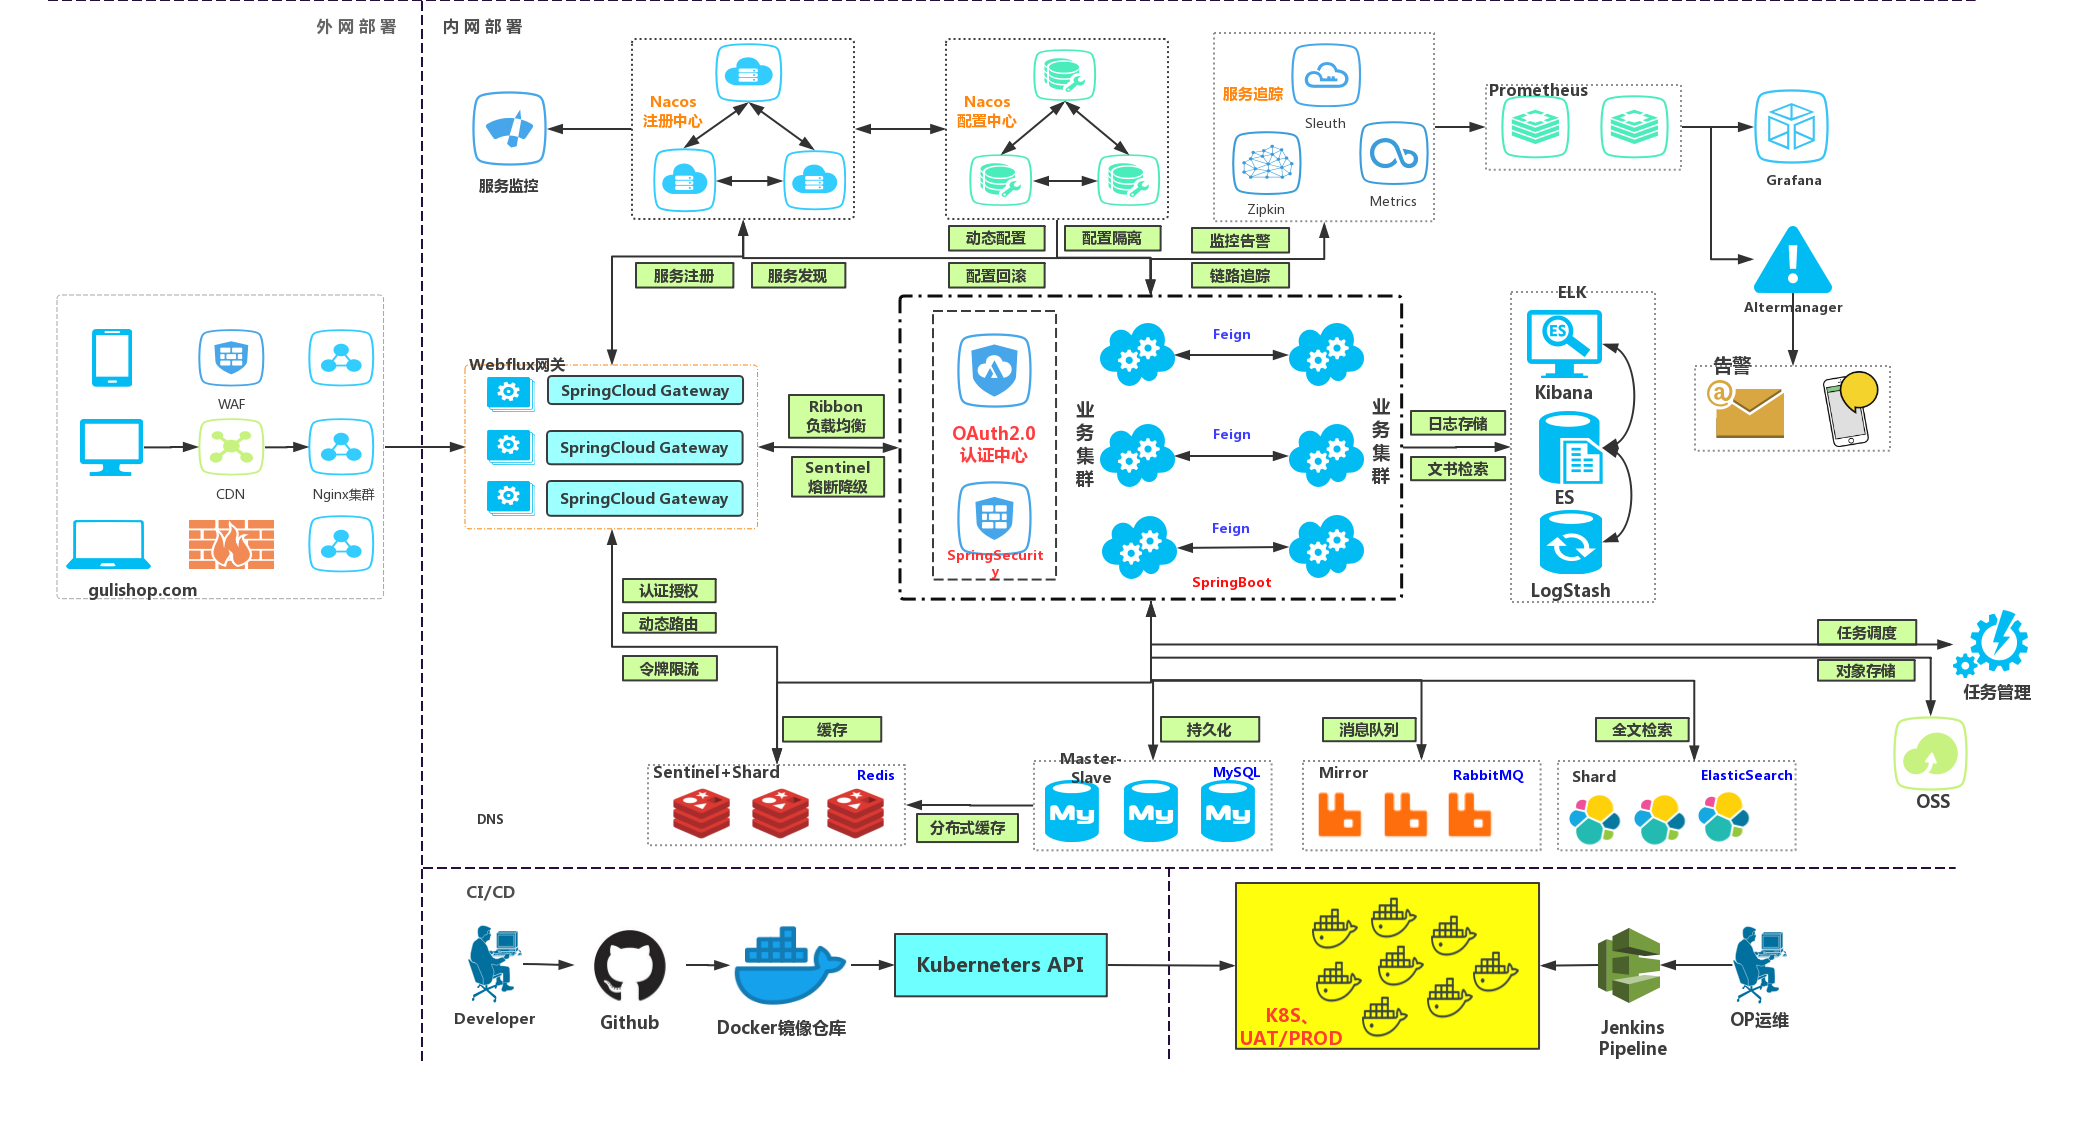 外网部署
内网部署
Nacos
注册中心
Nacos
配置中心
服务追踪
Sleuth
Zipkin
Metrics
Prometheus
Grafana
服务监控
动态配置
配置隔离
监控告警
服务注册
服务发现
配置回滚
链路追踪
AItermanager
告警
@
WAF
CDN
Nginx集群
gulishop.com
Webflux网关
SpringCloud Gateway
SpringCloud Gateway
SpringCloud Gateway
Ribbon
负载均衡
Sentinel
熔断降级
OAuth2.0
认证中心
SpringSecurit
y
业务集群
Feign
Feign
Feign
SpringBoot
业务集群
日志存储
文书检索
ELK
ES
Kibana
ES
LogStash
认证授权
动态路由
令牌限流
任务调度
对象存储
任务管理
OSS
缓存
持久化
消息队列
全文检索
Sentinel+Shard
Redis
分布式缓存
Master-
Slave
MySQL
My
My
My
Mirror
RabbitMQ
Shard
ElasticSearch
DNS
CI/CD
Developer
Github
Docker镜像仓库
Kuberneters API
K8S、
UAT/PROD
Jenkins
Pipeline
OP运维